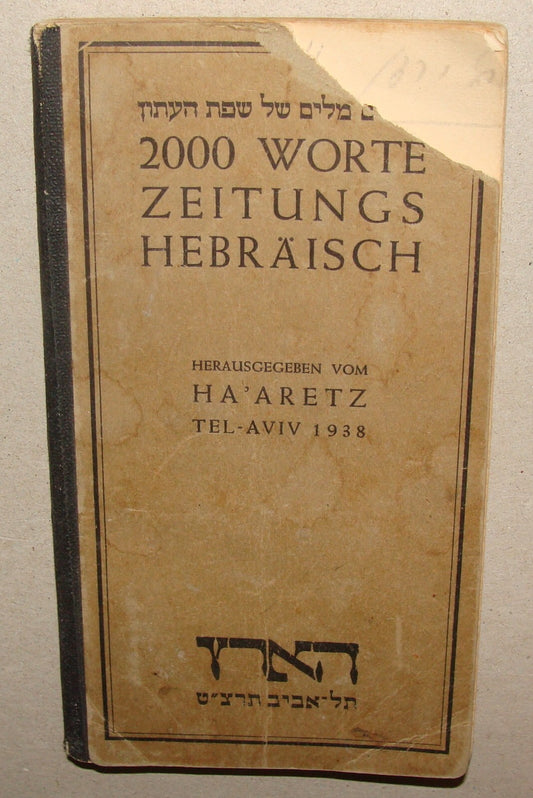 מלים של שפת העתון
2000 WORTE
ZEITUNGS
HEBRÄISCH
HERAUSGEGEBEN VOM
HA'ARETZ
TEL-AVIV 1938
הארץ
תל־אביב תרצ״ט